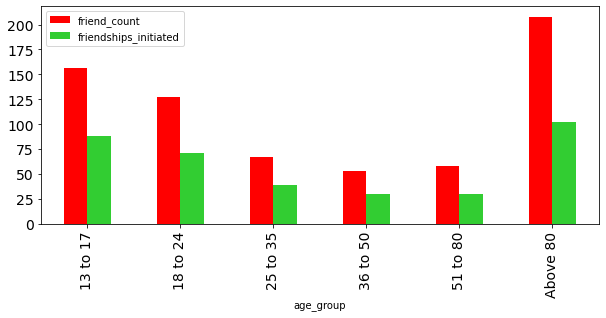 friend_count
friendships_initiated
200
175
150
125
100
75
50
25
0
13 to 17
18 to 24
25 to 35
36 to 50
51 to 80
Above 80
age_group